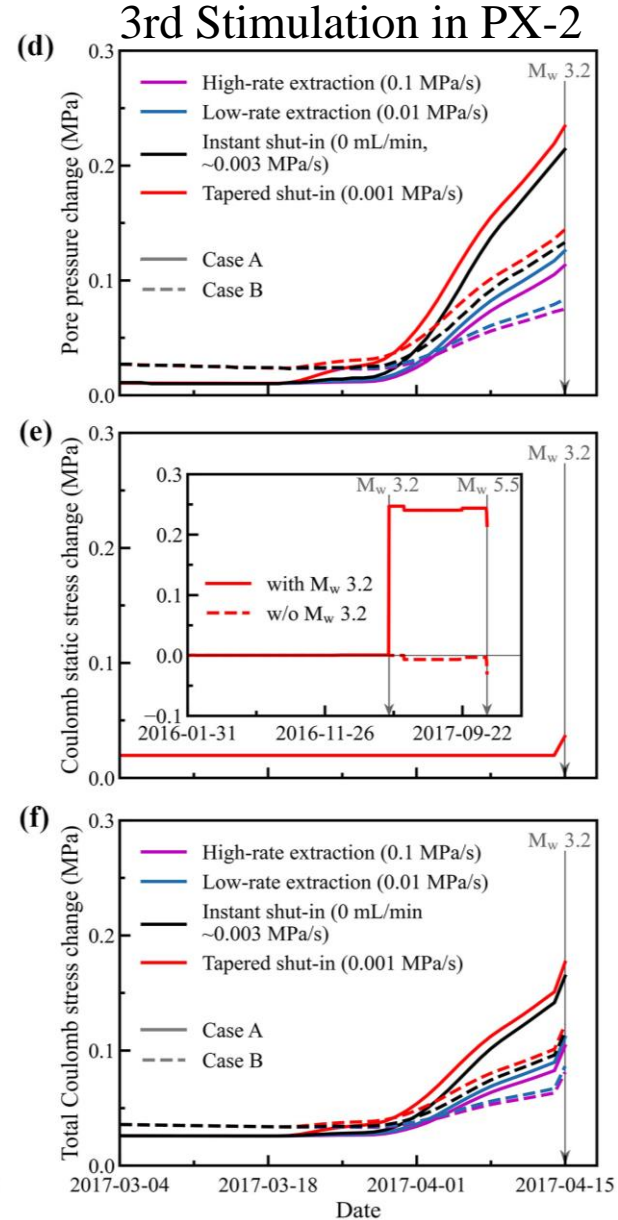 3rd Stimulation in PX-2
(d)
0.3
0.2
0.1
0.0
Pore pressure change (MPa)
Mw 3.2
High-rate extraction (0.1 MPa/s)
Low-rate extraction (0.01 MPa/s)
Instant shut-in (0 mL/min,
~0.003 MPa/s)
Tapered shut-in (0.001 MPa/s)
Case A
Case B
(e)
0.3
0.2
0.1
0.0
Coulomb static stress change (MPa)
Mw 3.2
0.3
0.2
0.1
0.0
−0.1
Mw 3.2
Mw 5.5
with Mw 3.2
w/o Mw 3.2
2016-01-31
2016-11-26
2017-09-22
(f)
0.3
0.2
0.1
0.0
Total Coulomb stress change (MPa)
Mw 3.2
High-rate extraction (0.1 MPa/s)
Low-rate extraction (0.01 MPa/s)
Instant shut-in (0 mL/min
~0.003 MPa/s)
Tapered shut-in (0.001 MPa/s)
Case A
Case B
2017-03-04
2017-03-18
2017-04-01
2017-04-15
Date